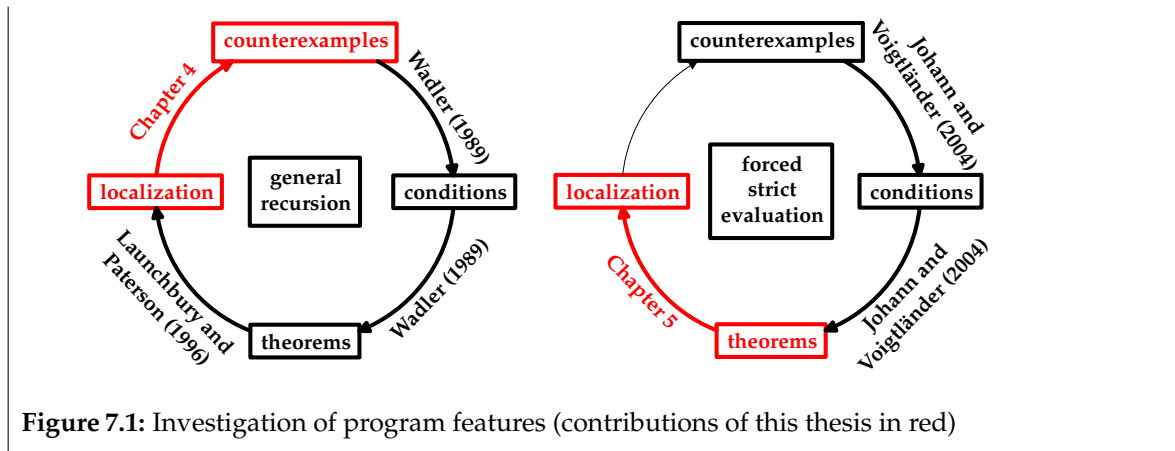 counterexamples
Chapter 4
Wadler (1989)
localization
general
recursion
conditions
Launchbury and
Paterson (1996)
Wadler (1989)
theorems
counterexamples
Johann and
Voigtländer (2004)
localization
forced
strict
evaluation
conditions
Chapter 5
Johann and
Voigtländer (2004)
theorems
Figure 7.1: Investigation of program features (contributions of this thesis in red)